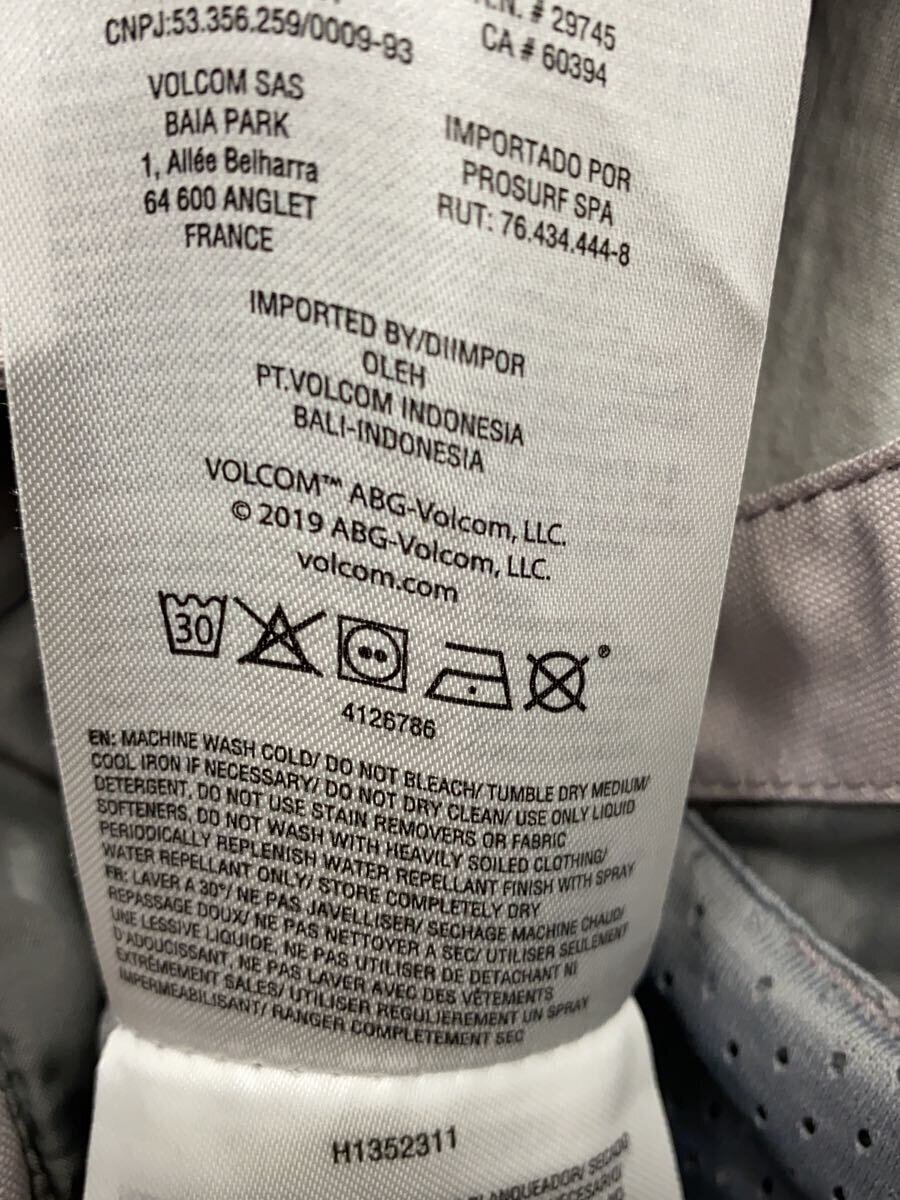 CNPJ:53.356.259/0009-93
# 29745
CA # 60394
VOLCOM SAS
BAIA PARK
1, Allée Belharra
64 600 ANGLET
FRANCE
IMPORTADO POR
PROSURF SPA
RUT: 76.434.444-8
IMPORTED BY/DIIMPOR
OLEH
PT.VOLCOM INDONESIA
BALI-INDONESIA
VOLCOM™ ABG-Volcom, LLC.
© 2019 ABG-Volcom, LLC.
volcom.com
30
®
4126786
EN: MACHINE WASH COLD/ DO NOT BLEACH/ TUMBLE DRY MEDIUM/
COOL IRON IF NECESSARY/ DO NOT DRY CLEAN/ USE ONLY LIQUID
DETERGENT, DO NOT USE STAIN REMOVERS OR FABRIC
SOFTENERS, DO NOT WASH WITH HEAVILY SOILED CLOTHING/
PERIODICALLY REPLENISH WATER REPELLANT FINISH WITH SPRAY
WATER REPELLANT ONLY/ STORE COMPLETELY DRY
FR: LAVER A 30°/ NE PAS JAVELLISER/ SECHAGE MACHINE CHAUD/
REPASSAGE DOUX/ NE PAS NETTOYER A SEC/ UTILISER SEULEMENT
UNE LESSIVE LIQUIDE, NE PAS UTILISER DE DETACHANT NI
D'ADOUCISSANT, NE PAS LAVER AVEC DES VÊTEMENTS
EXTRÊMEMENT SALES/ UTILISER REGULIEREMENT UN SPRAY
IMPERMEABILISANT/ RANGER COMPLETEMENT SEC
H1352311
BLANQUEADOR/ SECADO